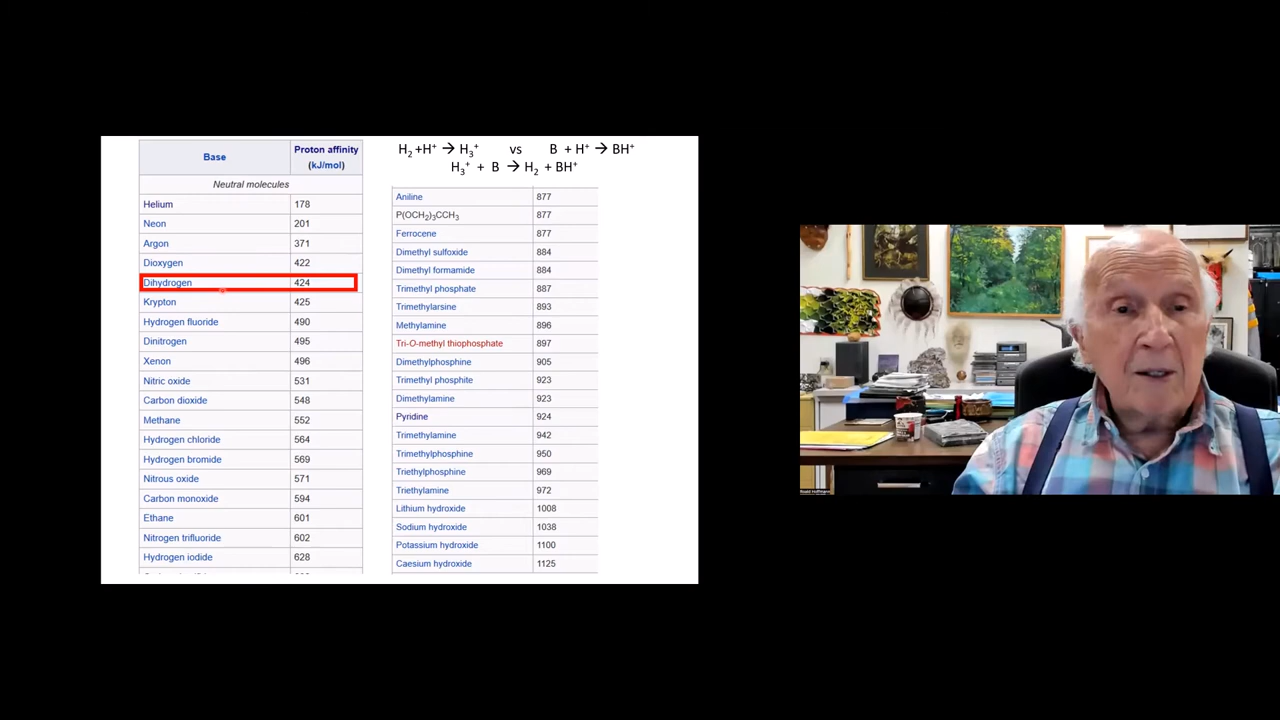 Base Proton affinity (kJ/mol)
Neutral molecules
Helium 178
Neon 201
Argon 371
Dioxygen 422
Dihydrogen 424
Krypton 425
Hydrogen fluoride 490
Dinitrogen 495
Xenon 496
Nitric oxide 531
Carbon dioxide 548
Methane 552
Hydrogen chloride 564
Hydrogen bromide 569
Nitrous oxide 571
Carbon monoxide 594
Ethane 601
Nitrogen trifluoride 602
Hydrogen iodide 628
H₂ +H⁺ → H₃⁺ vs B + H⁺ → BH⁺
H₃⁺ + B → H₂ + BH⁺
Aniline 877
P(OCH₂)₃CCH₃ 877
Ferrocene 877
Dimethyl sulfoxide 884
Dimethyl formamide 884
Trimethyl phosphate 887
Trimethylarsine 893
Methylamine 896
Tri-O-methyl thiophosphate 897
Dimethylphosphine 905
Trimethyl phosphite 923
Dimethylamine 923
Pyridine 924
Trimethylamine 942
Trimethylphosphine 950
Triethylphosphine 969
Triethylamine 972
Lithium hydroxide 1008
Sodium hydroxide 1038
Potassium hydroxide 1100
Caesium hydroxide 1125
Roald Hoffmann